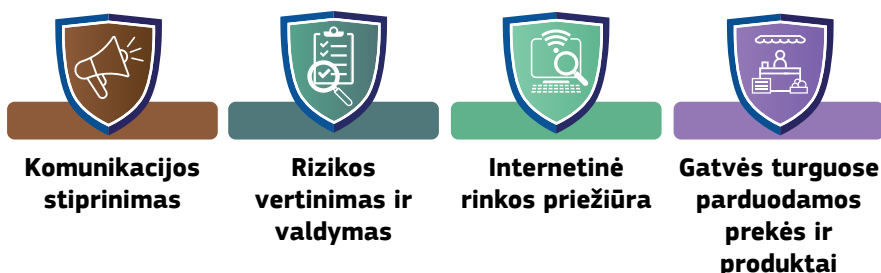 Komunikacijos
stiprinimas
Rizikos
vertinimas ir
valdymas
Internetinė
rinkos priežiūra
Gatvės turguose
parduodamos
prekės ir
produktai